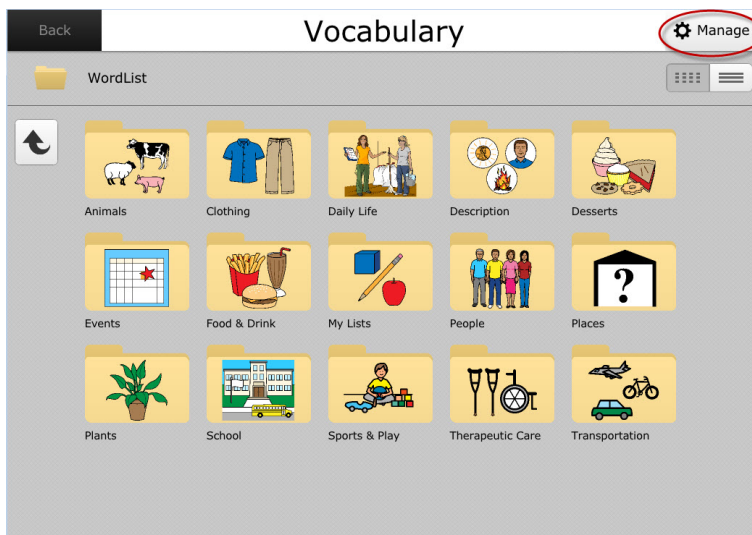 Back
Vocabulary
Manage
WordList
Animals
Clothing
Daily Life
Description
Desserts
Events
Food & Drink
My Lists
People
?
Places
Plants
School
Sports & Play
Therapeutic Care
Transportation